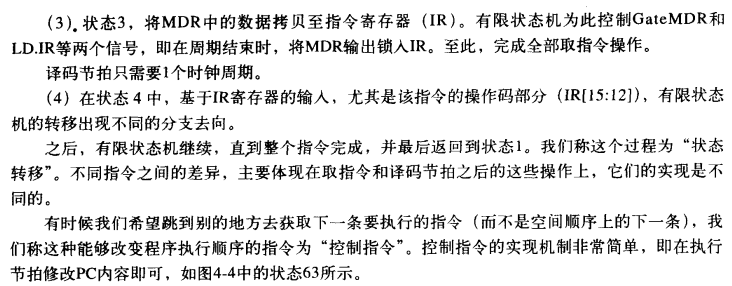 （3）. 状态3，将MDR中的数据拷贝至指令寄存器（IR）。有限状态机为此控制GateMDR和
LD.IR等两个信号，即在周期结束时，将MDR输出锁入IR。至此，完成全部取指令操作。
译码节拍只需要1个时钟周期。
（4）在状态4中，基于IR寄存器的输入，尤其是该指令的操作码部分（IR[15:12]），有限状态
机的转移出现不同的分支去向。
之后，有限状态机继续，直到整个指令完成，并最后返回到状态1。我们称这个过程为“状态
转移”。不同指令之间的差异，主要体现在取指令和译码节拍之后的这些操作上，它们的实现是不
同的。
有时候我们希望跳到别的地方去获取下一条要执行的指令（而不是空间顺序上的下一条），我
们称这种能够改变程序执行顺序的指令为“控制指令”。控制指令的实现机制非常简单，即在执行
节拍修改PC内容即可，如图4-4中的状态63所示。